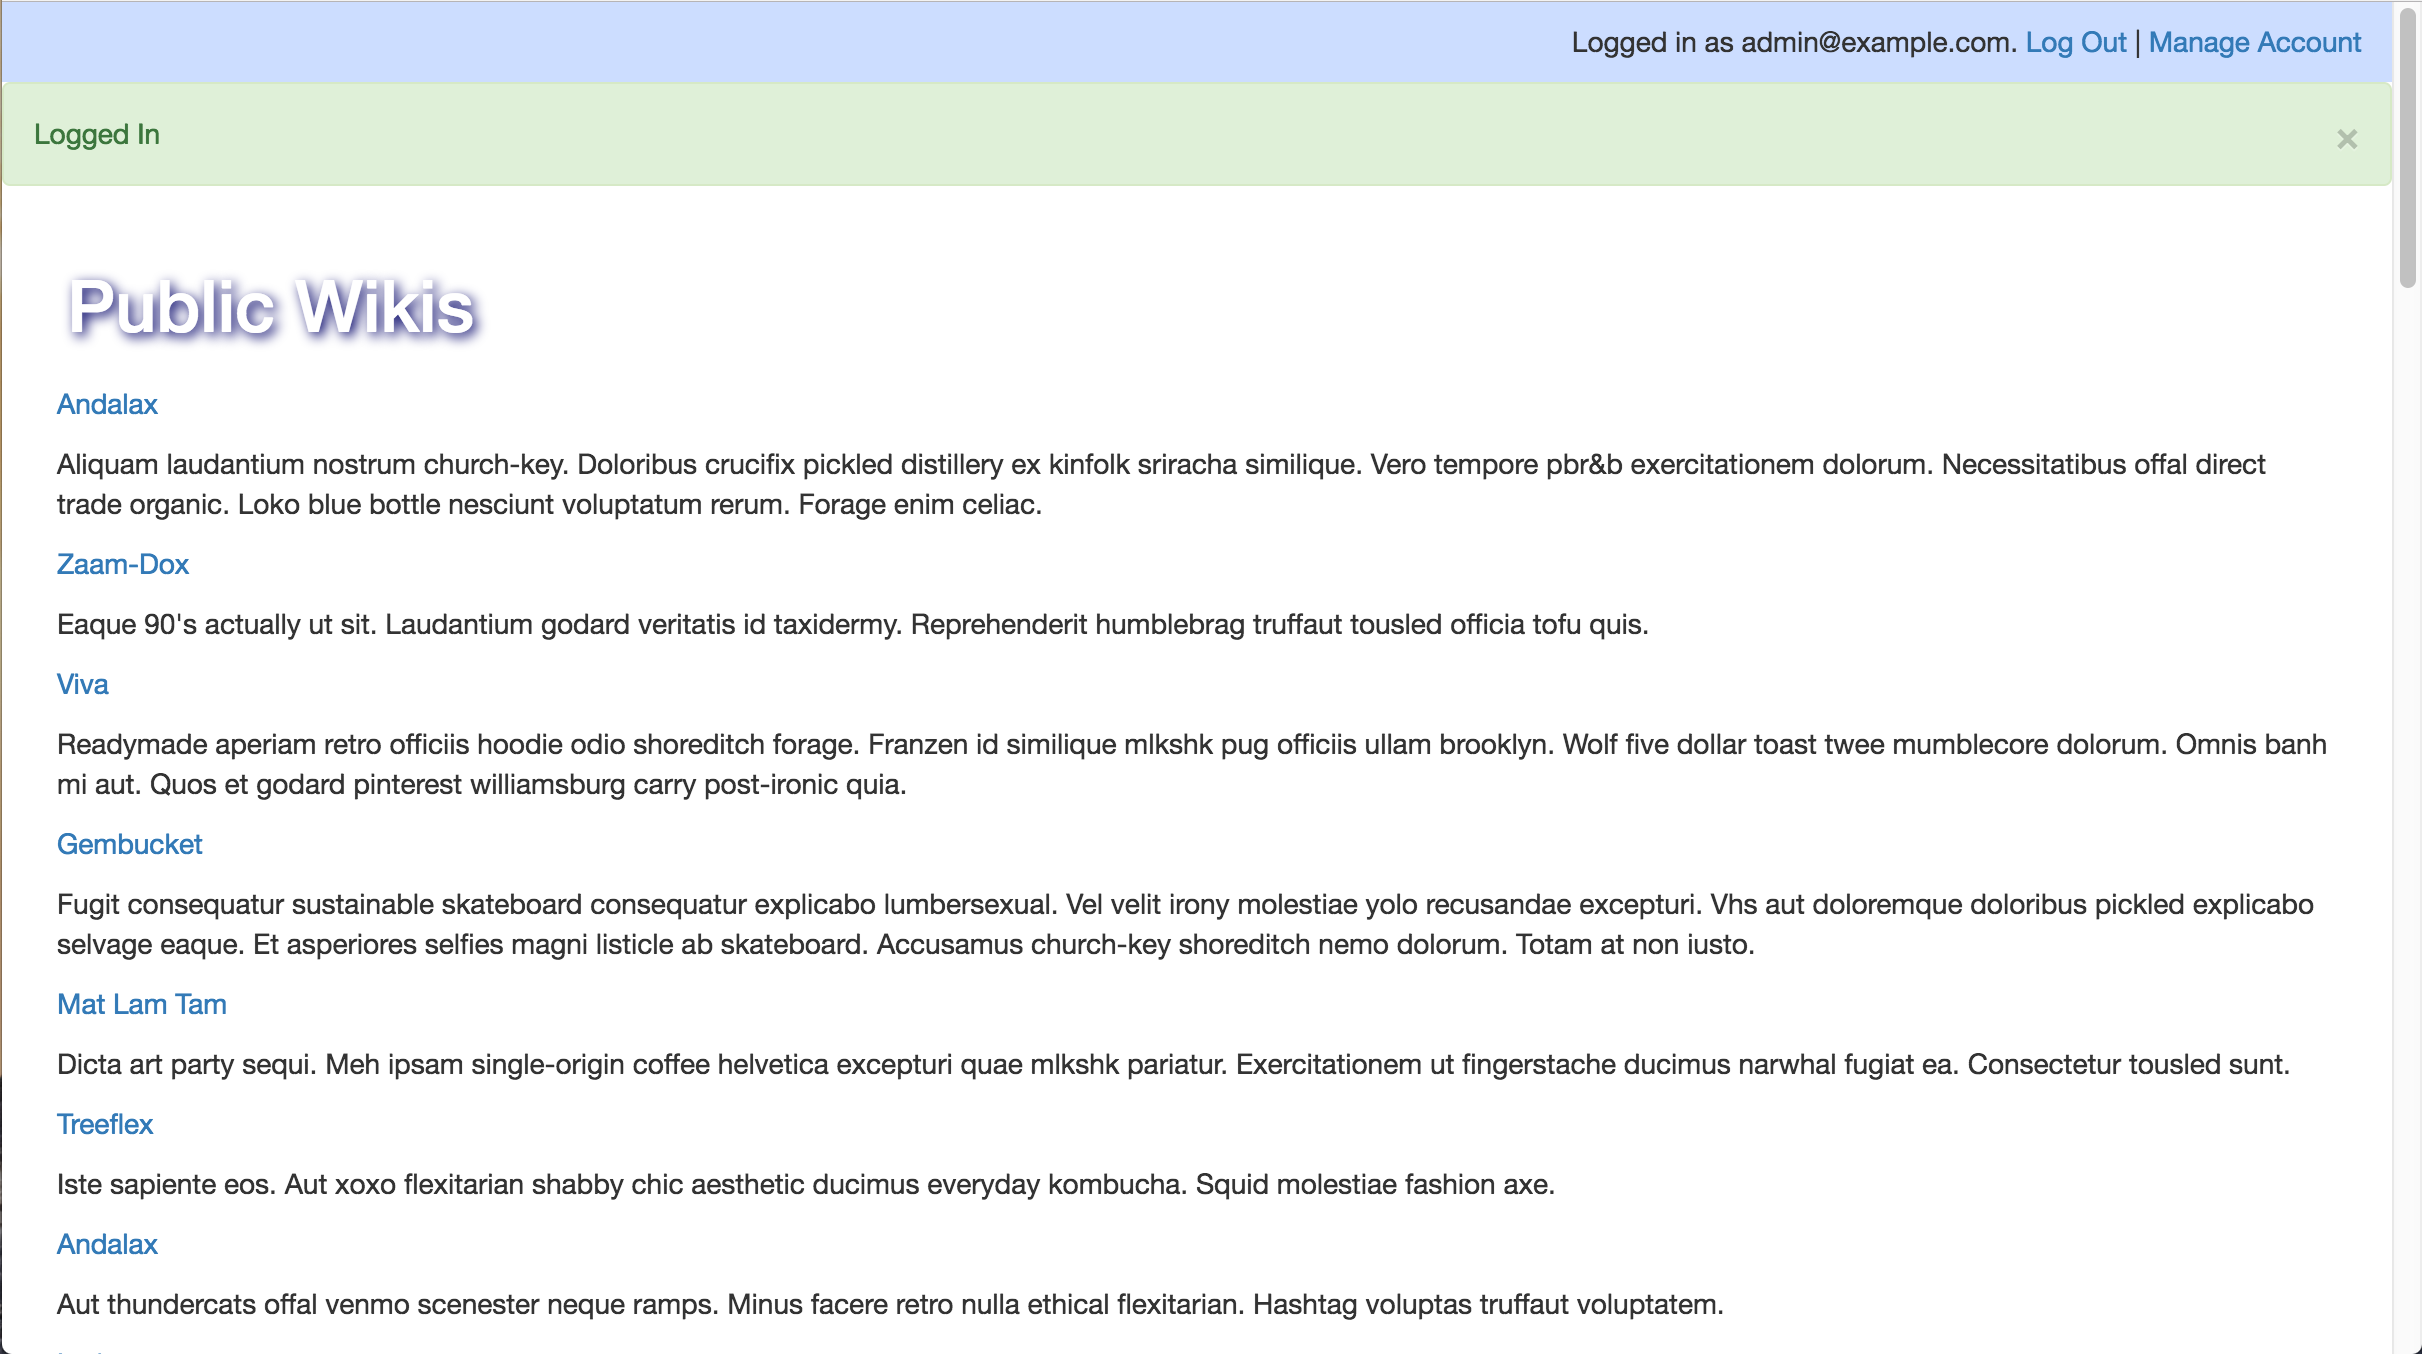 Logged in as admin@example.com. Log Out | Manage Account
Logged In
×
Public Wikis
Andalax
Aliquam laudantium nostrum church-key. Doloribus crucifix pickled distillery ex kinfolk sriracha similique. Vero tempore pbr&b exercitationem dolorum. Necessitatibus offal direct
trade organic. Loko blue bottle nesciunt voluptatum rerum. Forage enim celiac.
Zaam-Dox
Eaque 90's actually ut sit. Laudantium godard veritatis id taxidermy. Reprehenderit humblebrag truffaut tousled officia tofu quis.
Viva
Readymade aperiam retro officiis hoodie odio shoreditch forage. Franzen id similique mlkshk pug officiis ullam brooklyn. Wolf five dollar toast twee mumblecore dolorum. Omnis banh
mi aut. Quos et godard pinterest williamsburg carry post-ironic quia.
Gembucket
Fugit consequatur sustainable skateboard consequatur explicabo lumbersexual. Vel velit irony molestiae yolo recusandae excepturi. Vhs aut doloremque doloribus pickled explicabo
selvage eaque. Et asperiores selfies magni listicle ab skateboard. Accusamus church-key shoreditch nemo dolorum. Totam at non iusto.
Mat Lam Tam
Dicta art party sequi. Meh ipsam single-origin coffee helvetica excepturi quae mlkshk pariatur. Exercitationem ut fingerstache ducimus narwhal fugiat ea. Consectetur tousled sunt.
Treeflex
Iste sapiente eos. Aut xoxo flexitarian shabby chic aesthetic ducimus everyday kombucha. Squid molestiae fashion axe.
Andalax
Aut thundercats offal venmo scenester neque ramps. Minus facere retro nulla ethical flexitarian. Hashtag voluptas truffaut voluptatem.